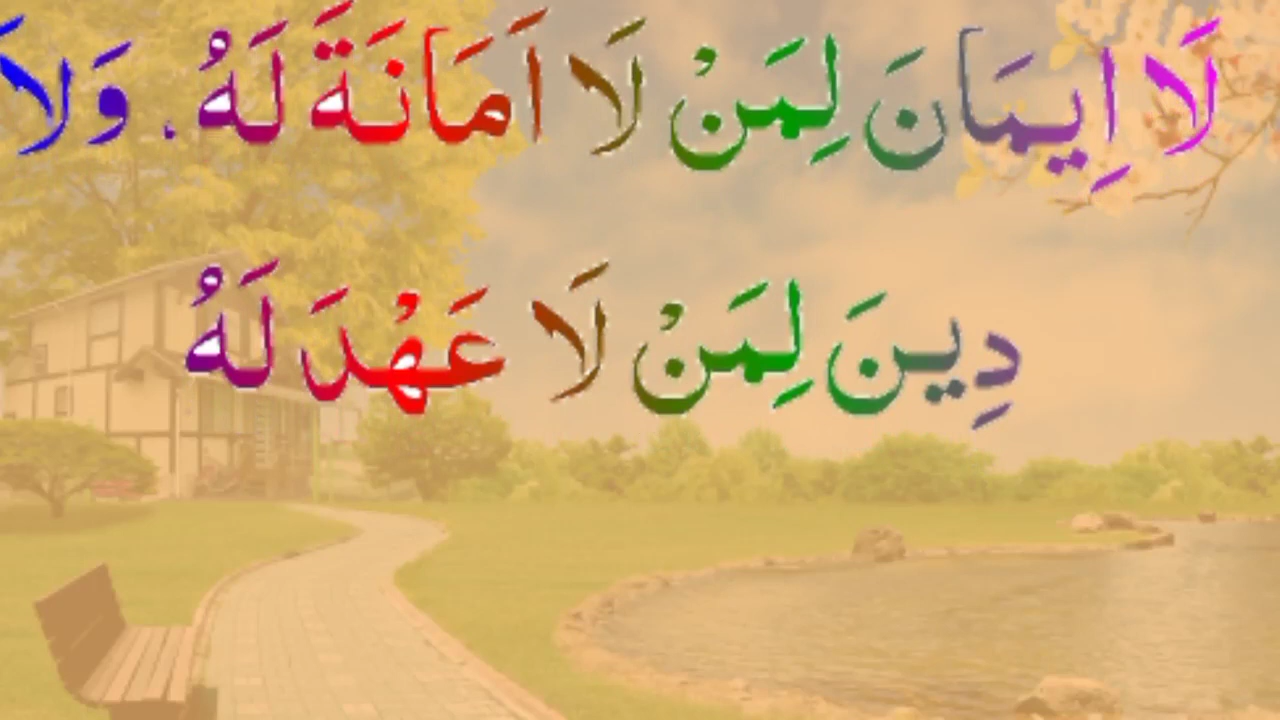 لَا اِيمَانَ لِمَنْ لَا اَمَانَةَ لَهُ. وَلَا
دِينَ لِمَنْ لَا عَهْدَ لَهُ